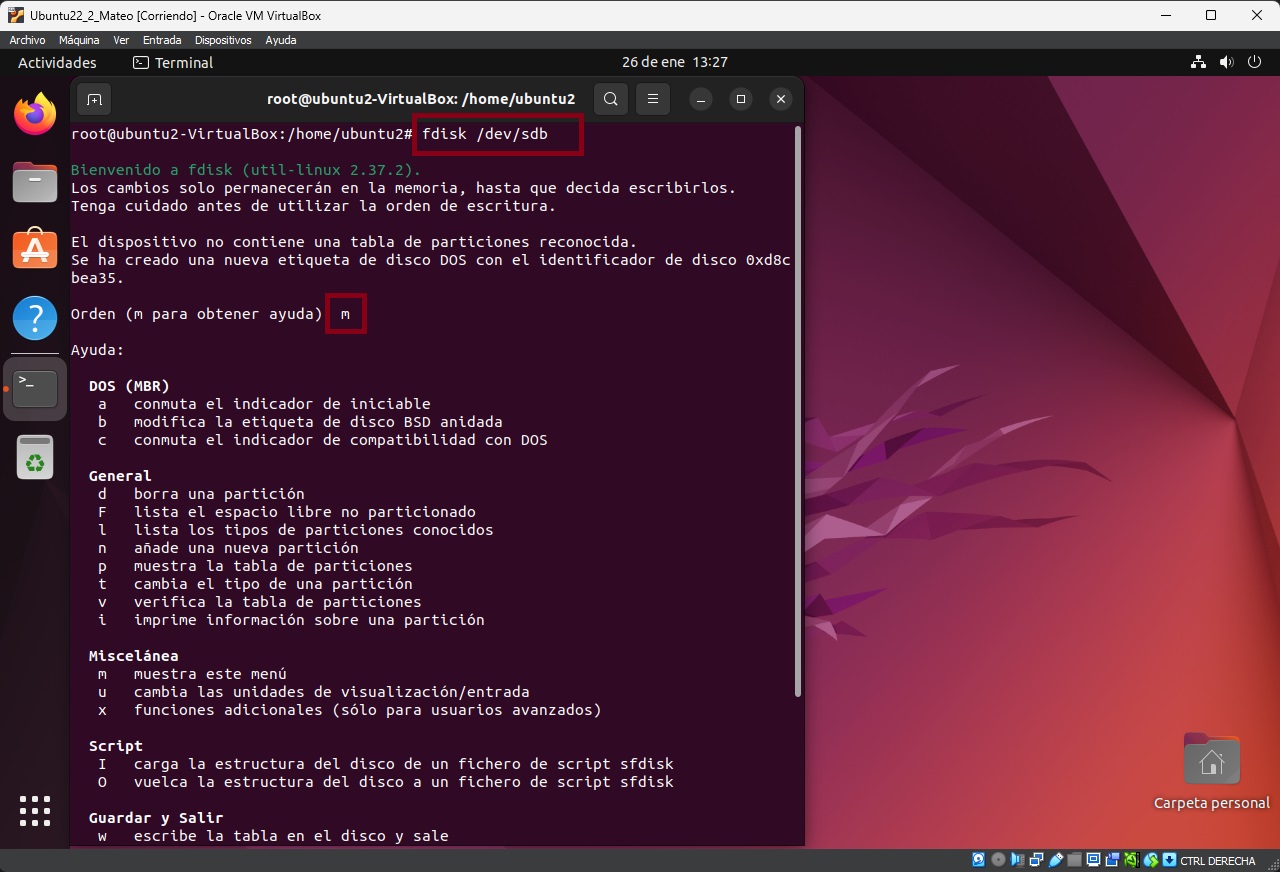 Ubuntu22_2_Mateo [Corriendo] - Oracle VM VirtualBox
Archivo Máquina Ver Entrada Dispositivos Ayuda
Actividades Terminal 26 de ene 13:27
root@ubuntu2-VirtualBox: /home/ubuntu2
root@ubuntu2-VirtualBox:/home/ubuntu2# fdisk /dev/sdb
Bienvenido a fdisk (util-linux 2.37.2).
Los cambios solo permanecerán en la memoria, hasta que decida escribirlos.
Tenga cuidado antes de utilizar la orden de escritura.
El dispositivo no contiene una tabla de particiones reconocida.
Se ha creado una nueva etiqueta de disco DOS con el identificador de disco 0xd8c
bea35.
Orden (m para obtener ayuda) m
Ayuda:
DOS (MBR)
a conmuta el indicador de iniciable
b modifica la etiqueta de disco BSD anidada
c conmuta el indicador de compatibilidad con DOS
General
d borra una partición
F lista el espacio libre no particionado
l lista los tipos de particiones conocidos
n añade una nueva partición
p muestra la tabla de particiones
t cambia el tipo de una partición
v verifica la tabla de particiones
i imprime información sobre una partición
Miscelánea
m muestra este menú
u cambia las unidades de visualización/entrada
x funciones adicionales (sólo para usuarios avanzados)
Script
I carga la estructura del disco de un fichero de script sfdisk
O vuelca la estructura del disco a un fichero de script sfdisk
Guardar y Salir
w escribe la tabla en el disco y sale
Carpeta personal
CTRL DERECHA